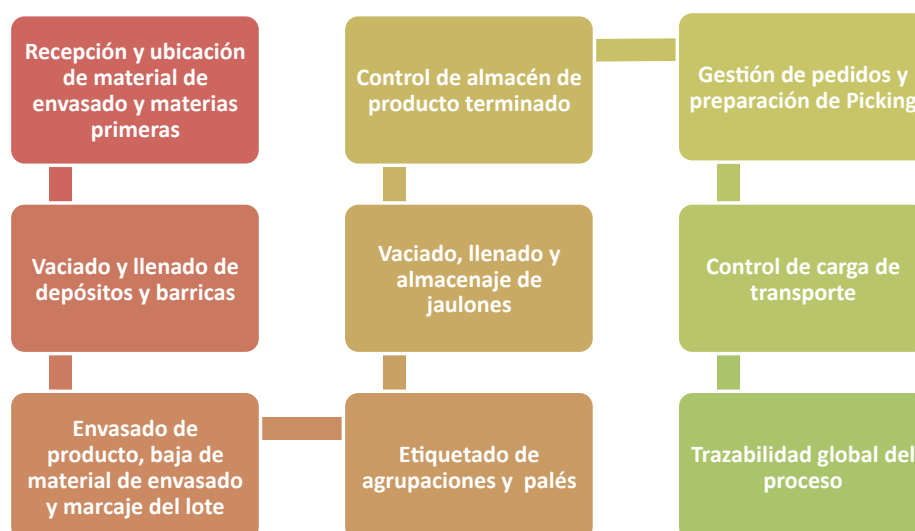 Recepción y ubicación
de material de
envasado y materias
primeras
Vaciado y llenado de
depósitos y barricas
Envasado de
producto, baja de
material de envasado
y marcaje del lote
Etiquetado de
agrupaciones y palés
Vaciado, llenado y
almacenaje de
jaulones
Control de almacén de
producto terminado
Gestión de pedidos y
preparación de Picking
Control de carga de
transporte
Trazabilidad global del
proceso